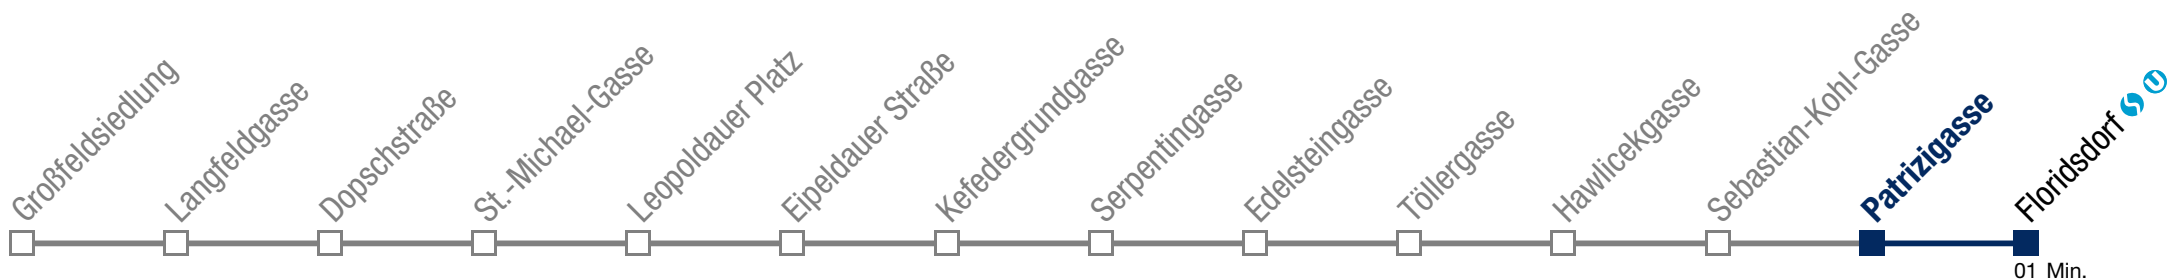 Großfeldsiedlung
Langfeldgasse
Dopschstraße
St.-Michael-Gasse
Leopoldauer Platz
Eipeldauer Straße
Kefedergrundgasse
Serpentingasse
Edelsteingasse
Töllergasse
Hawlicekgasse
Sebastian-Kohl-Gasse
Patrizigasse
Floridsdorf S U
01 Min.